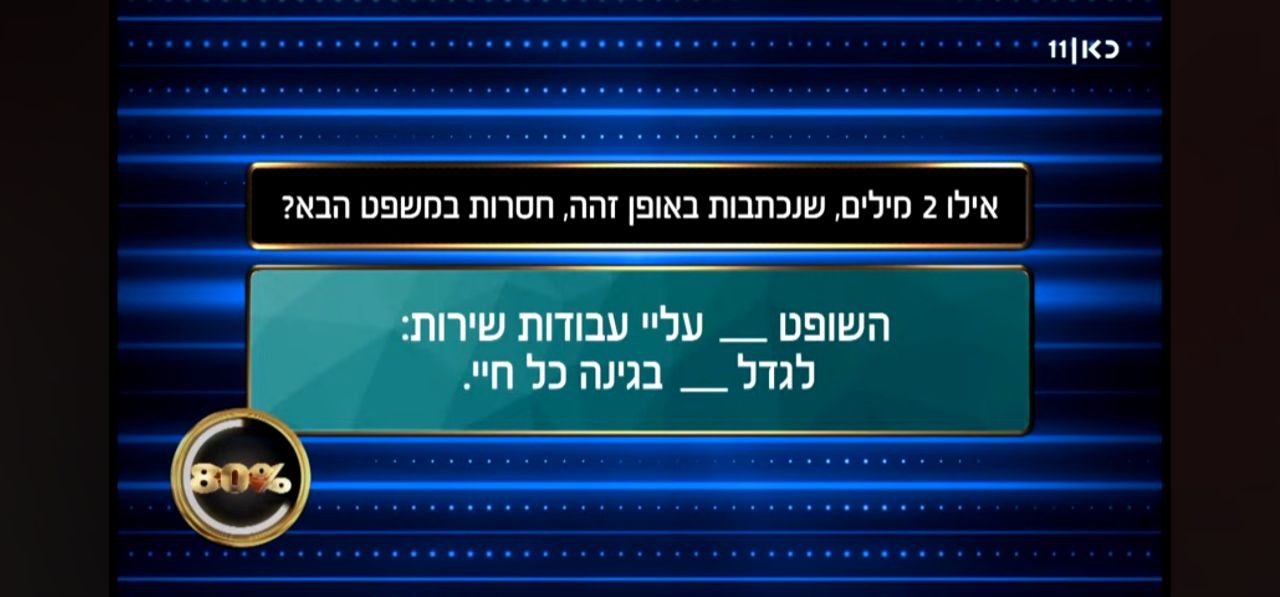 כאן|11
אילו 2 מילים, שנכתבות באופן זהה, חסרות במשפט הבא?
השופט __ עליי עבודות שירות:
לגדל __ בגינה כל חיי.
80%